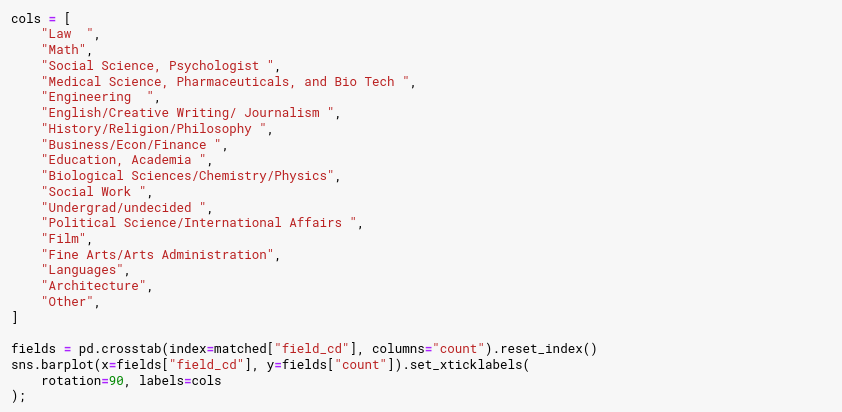 cols = [
    "Law  ",
    "Math",
    "Social Science, Psychologist ",
    "Medical Science, Pharmaceuticals, and Bio Tech ",
    "Engineering  ",
    "English/Creative Writing/ Journalism ",
    "History/Religion/Philosophy ",
    "Business/Econ/Finance ",
    "Education, Academia ",
    "Biological Sciences/Chemistry/Physics",
    "Social Work ",
    "Undergrad/undecided ",
    "Political Science/International Affairs ",
    "Film",
    "Fine Arts/Arts Administration",
    "Languages",
    "Architecture",
    "Other",
]

fields = pd.crosstab(index=matched["field_cd"], columns="count").reset_index()
sns.barplot(x=fields["field_cd"], y=fields["count"]).set_xticklabels(
    rotation=90, labels=cols
);